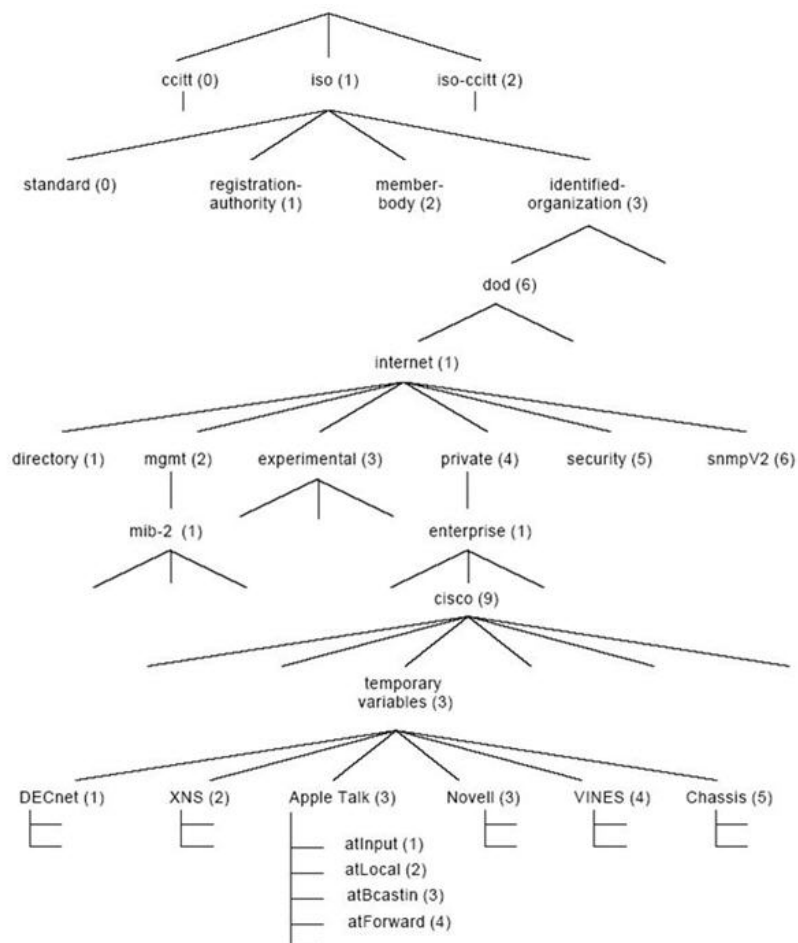 ccitt (0) iso (1) iso-ccitt (2)
standard (0) registration- member- identified-
authority (1) body (2) organization (3)
dod (6)
internet (1)
directory (1) mgmt (2) experimental (3) private (4) security (5) snmpV2 (6)
mib-2 (1) enterprise (1)
cisco (9)
temporary
variables (3)
DECnet (1) XNS (2) Apple Talk (3) Novell (3) VINES (4) Chassis (5)
atInput (1)
atLocal (2)
atBcastin (3)
atForward (4)